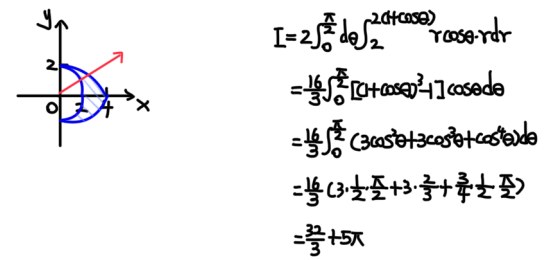 y
2
0 2 4 x
I=2∫₀^{π/2}dθ∫₂^{2(1+cosθ)}rcosθ·rdr
=16/3∫₀^{π/2}[(1+cosθ)³-1]cosθdθ
=16/3∫₀^{π/2}(3cos²θ+3cos³θ+cos⁴θ)dθ
=16/3(3·1/2·π/2+3·2/3+3/4·1/2·π/2)
=32/3+5π